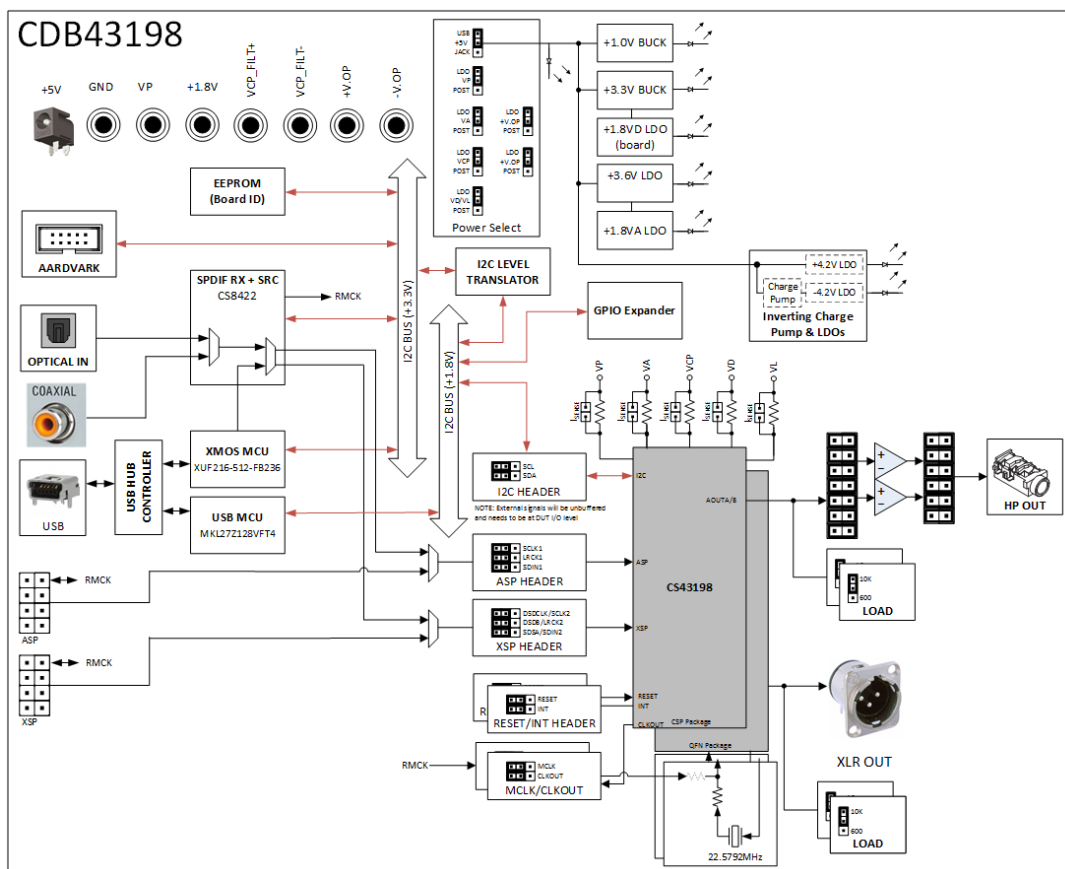 CDB43198
+5V
GND
VP
+1.8V
VCP_FILT+
VCP_FILT-
+V.OP
-V.OP
USB
+5V
JACK
LDO
VP
POST
LDO
VA
POST
LDO
+V.OP
POST
LDO
VCP
POST
LDO
+V.OP
POST
LDO
VD/VL
POST
Power Select
+1.0V BUCK
+3.3V BUCK
+1.8VD LDO
(board)
+3.6V LDO
+1.8VA LDO
+4.2V LDO
Charge
Pump
-4.2V LDO
Inverting Charge
Pump & LDOs
EEPROM
(Board ID)
AARDVARK
SPDIF RX + SRC
CS8422
RMCK
I2C BUS (+3.3V)
I2C LEVEL
TRANSLATOR
GPIO Expander
I2C BUS (+1.8V)
OPTICAL IN
COAXIAL
XMOS MCU
XUF216-512-FB236
USB
USB HUB
CONTROLLER
USB MCU
MKL27Z128VFT4
VP
VA
VCP
VD
VL
ISENSE
ISENSE
ISENSE
ISENSE
ISENSE
SCL
SDA
I2C HEADER
NOTE: External signals will be unbuffered
and needs to be at DUT I/O level
I2C
AOUTA/B
+
-
+
-
HP OUT
10K
600
LOAD
SCLK1
LRCK1
SDIN1
ASP HEADER
ASP
CS43198
RMCK
ASP
DSDCLK/SCLK2
DSDB/LRCK2
SDSA/SDIN2
XSP HEADER
XSP
RMCK
XSP
R
RESET
INT
RESET/INT HEADER
RESET
INT
CLKOUT
CSP Package
QFN Package
RMCK
MCLK
CLKOUT
MCLK/CLKOUT
22.5792MHz
XLR OUT
10K
600
LOAD